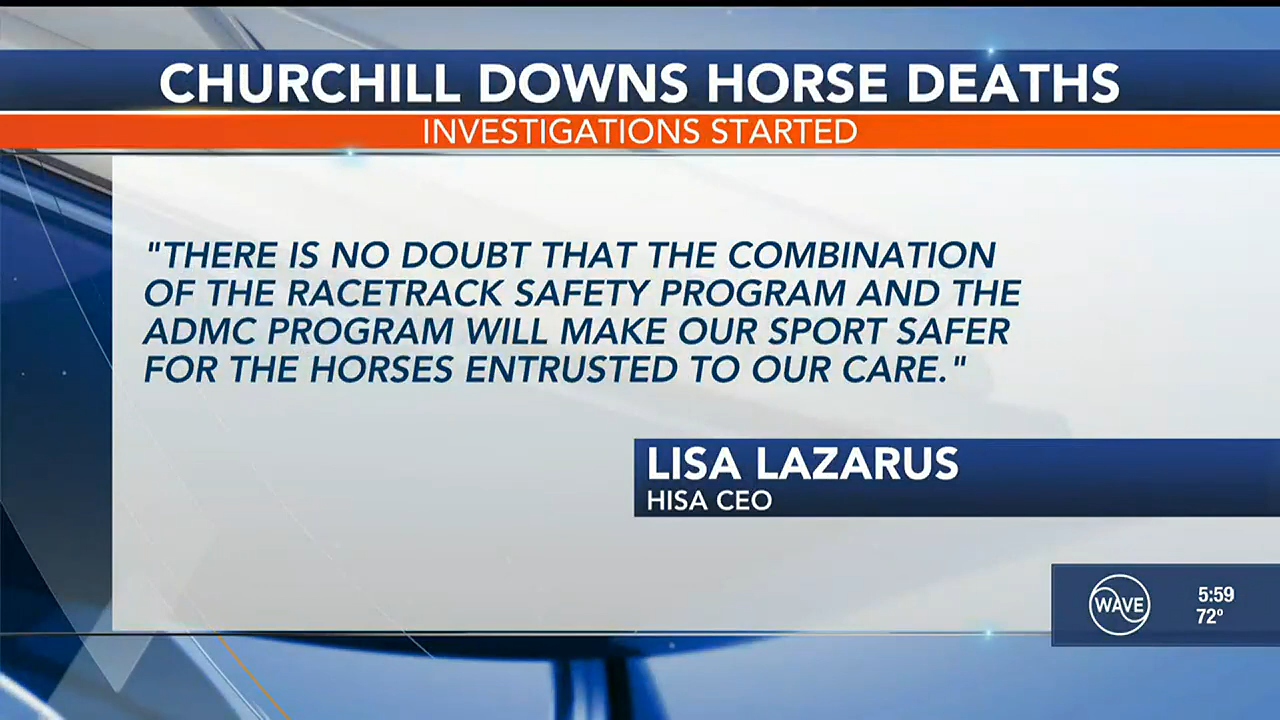 CHURCHILL DOWNS HORSE DEATHS
INVESTIGATIONS STARTED
"THERE IS NO DOUBT THAT THE COMBINATION
OF THE RACETRACK SAFETY PROGRAM AND THE
ADMC PROGRAM WILL MAKE OUR SPORT SAFER
FOR THE HORSES ENTRUSTED TO OUR CARE."
LISA LAZARUS
HISA CEO
WAVE
5:59
72°